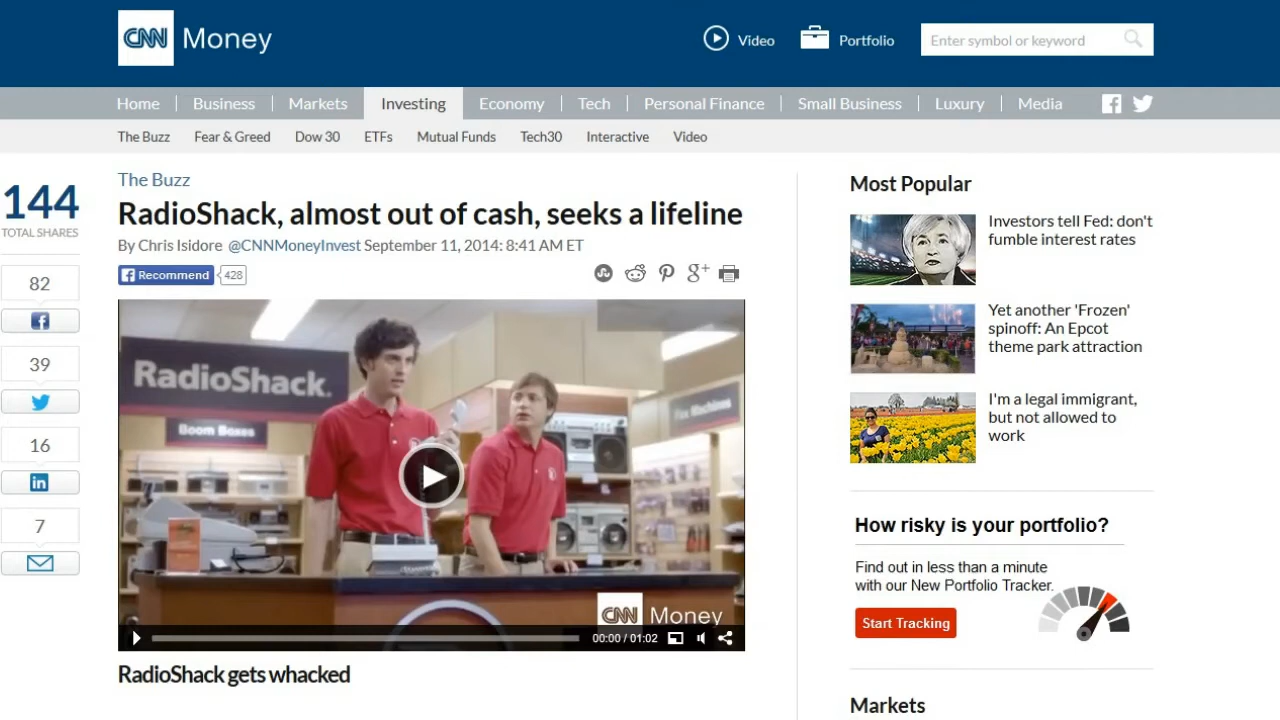 CNN Money
Video
Portfolio
Enter symbol or keyword
Home
Business
Markets
Investing
Economy
Tech
Personal Finance
Small Business
Luxury
Media
The Buzz
Fear & Greed
Dow 30
ETFs
Mutual Funds
Tech30
Interactive
Video
144
TOTAL SHARES
82
39
16
7
The Buzz
RadioShack, almost out of cash, seeks a lifeline
By Chris Isidore @CNNMoneyInvest September 11, 2014: 8:41 AM ET
Recommend
428
RadioShack.
Boom Boxes
Fax Machines
CNN Money
00:00 / 01:02
RadioShack gets whacked
Most Popular
Investors tell Fed: don't
fumble interest rates
Yet another 'Frozen'
spinoff: An Epcot
theme park attraction
I'm a legal immigrant,
but not allowed to
work
How risky is your portfolio?
Find out in less than a minute
with our New Portfolio Tracker.
Start Tracking
Markets